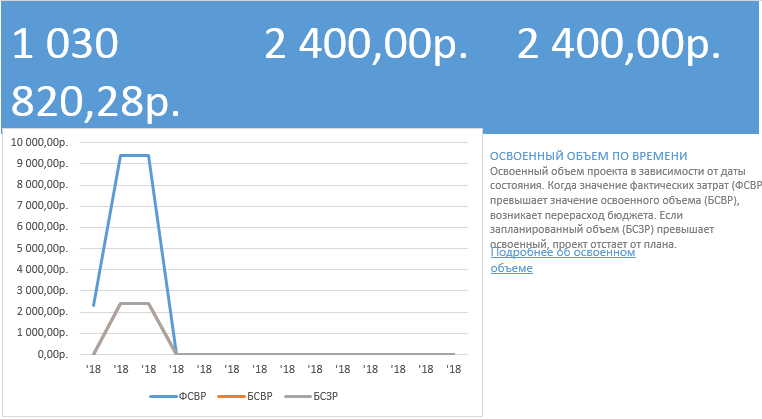 1 030
820,28р.
2 400,00р.
2 400,00р.
10 000,00р.
9 000,00р.
8 000,00р.
7 000,00р.
6 000,00р.
5 000,00р.
4 000,00р.
3 000,00р.
2 000,00р.
1 000,00р.
0,00р.
'18 '18 '18 '18 '18 '18 '18 '18 '18 '18 '18 '18 '18 '18
ФСВР БСВР БСЗР
ОСВОЕННЫЙ ОБЪЕМ ПО ВРЕМЕНИ
Освоенный объем проекта в зависимости от даты
состояния. Когда значение фактических затрат (ФСВР
превышает значение освоенного объема (БСВР),
возникает перерасход бюджета. Если
запланированный объем (БСЗР) превышает
освоенный, проект отстает от плана.
Подробнее об освоенном
объеме